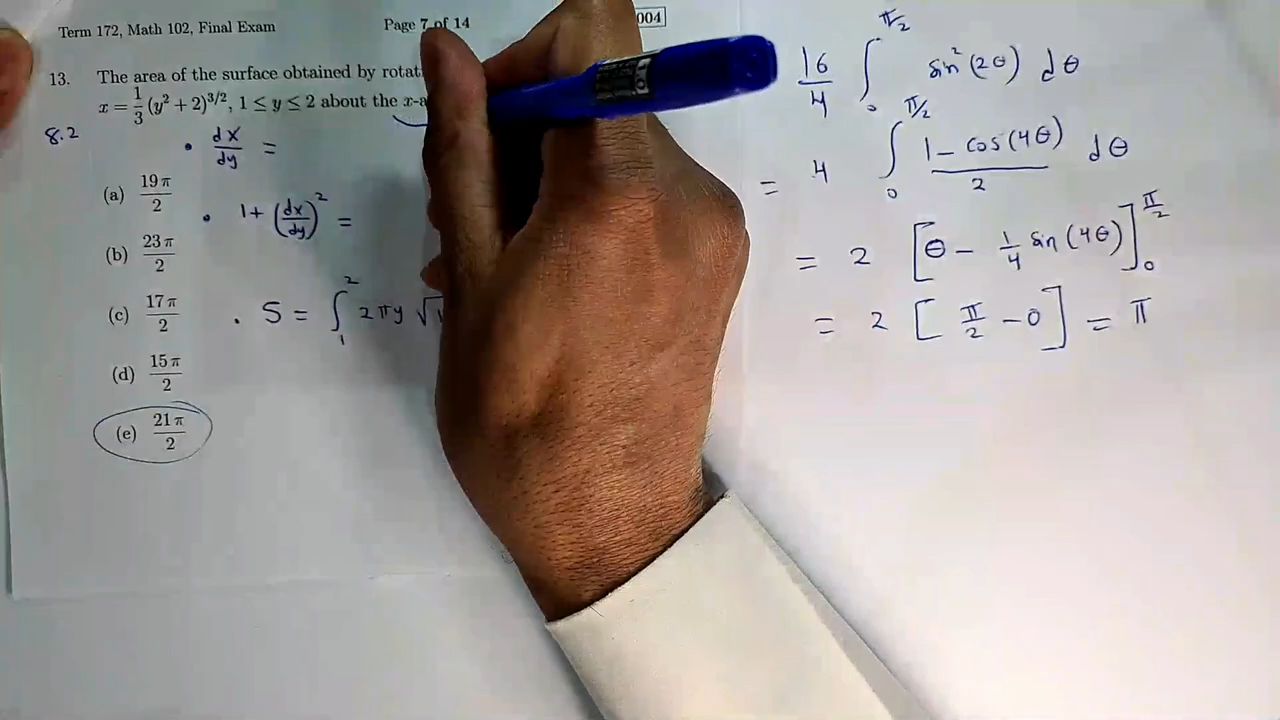 Term 172, Math 102, Final Exam
Page 7 of 14
004
13. The area of the surface obtained by
x = 1/3 (y² + 2)^{3/2}, 1 ≤ y ≤ 2 about the
8.2
• dx/dy =
(a) 19π/2
• 1 + (dx/dy)² =
(b) 23π/2
(c) 17π/2
• S = ∫₁² 2πy √
(d) 15π/2
(e) 21π/2
16/4 ∫₀^{π/2} sin²(2θ) dθ
= 4 ∫₀^{π/2} (1 − cos(4θ))/2 dθ
= 2 [θ − 1/4 sin(4θ)]₀^{π/2}
= 2 [π/2 − 0] = π